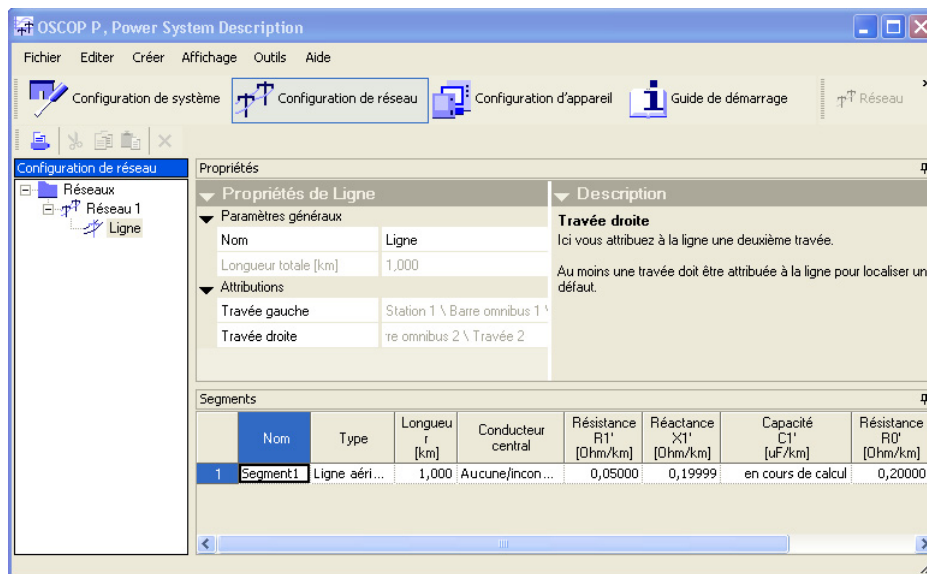 OSCOP P, Power System Description
Fichier Editer Créer Affichage Outils Aide
Configuration de système Configuration de réseau Configuration d'appareil Guide de démarrage Réseau
Configuration de réseau
Réseaux
Réseau 1
Ligne
Propriétés
Propriétés de Ligne
Paramètres généraux
Nom Ligne
Longueur totale [km] 1,000
Attributions
Travée gauche Station 1 \ Barre omnibus 1 \
Travée droite re omnibus 2 \ Travée 2
Description
Travée droite
Ici vous attribuez à la ligne une deuxième travée.
Au moins une travée doit être attribuée à la ligne pour localiser un
défaut.
Segments
Nom Type Longueu
r
[km] Conducteur
central Résistance
R1'
[Ohm/km] Réactance
X1'
[Ohm/km] Capacité
C1'
[uF/km] Résistance
R0'
[Ohm/km]
1 Segment1 Ligne aéri... 1,000 Aucune/incon... 0,05000 0,19999 en cours de calcul 0,20000